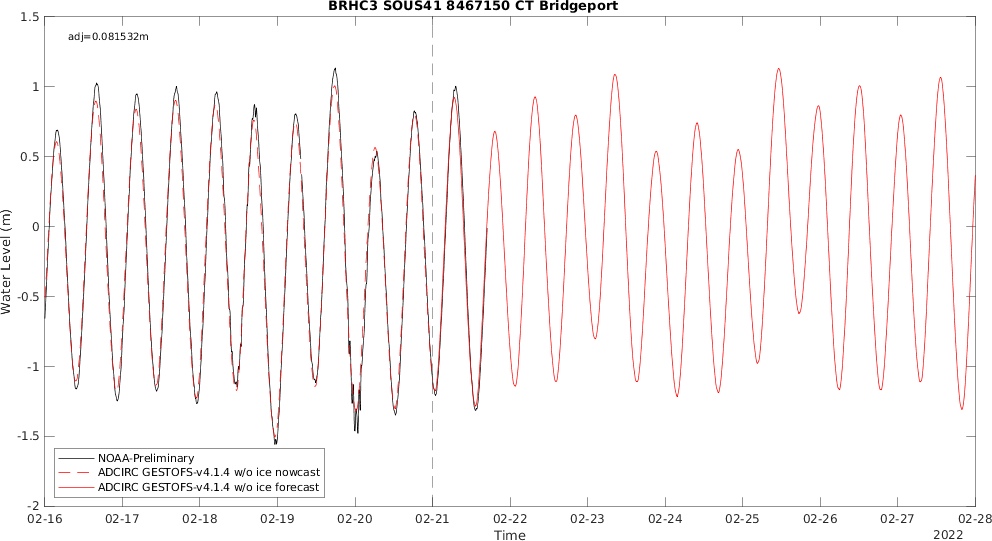 BRHC3 SOUS41 8467150 CT Bridgeport
adj=0.081532m
1.5
1
0.5
0
-0.5
-1
-1.5
-2
Water Level (m)
NOAA-Preliminary
ADCIRC GESTOFS-v4.1.4 w/o ice nowcast
ADCIRC GESTOFS-v4.1.4 w/o ice forecast
02-16 02-17 02-18 02-19 02-20 02-21 02-22 02-23 02-24 02-25 02-26 02-27 02-28
Time
2022